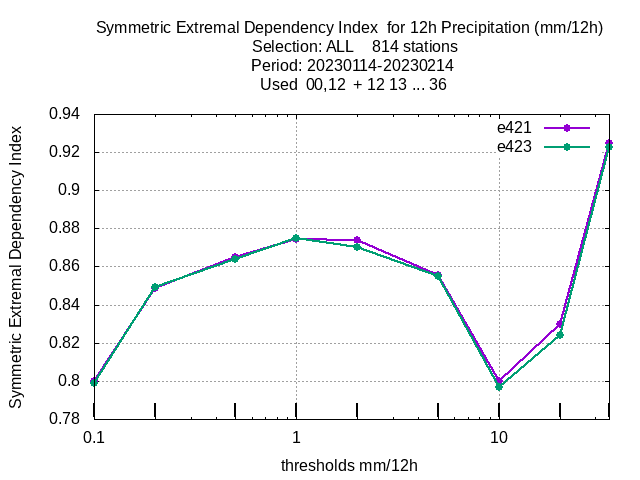 Symmetric Extremal Dependency Index  for 12h Precipitation (mm/12h)
Selection: ALL    814 stations
Period: 20230114-20230214
Used  00,12  + 12 13 ... 36
Symmetric Extremal Dependency Index
0.94
0.92
0.9
0.88
0.86
0.84
0.82
0.8
0.78
e421
e423
0.1
1
10
thresholds mm/12h